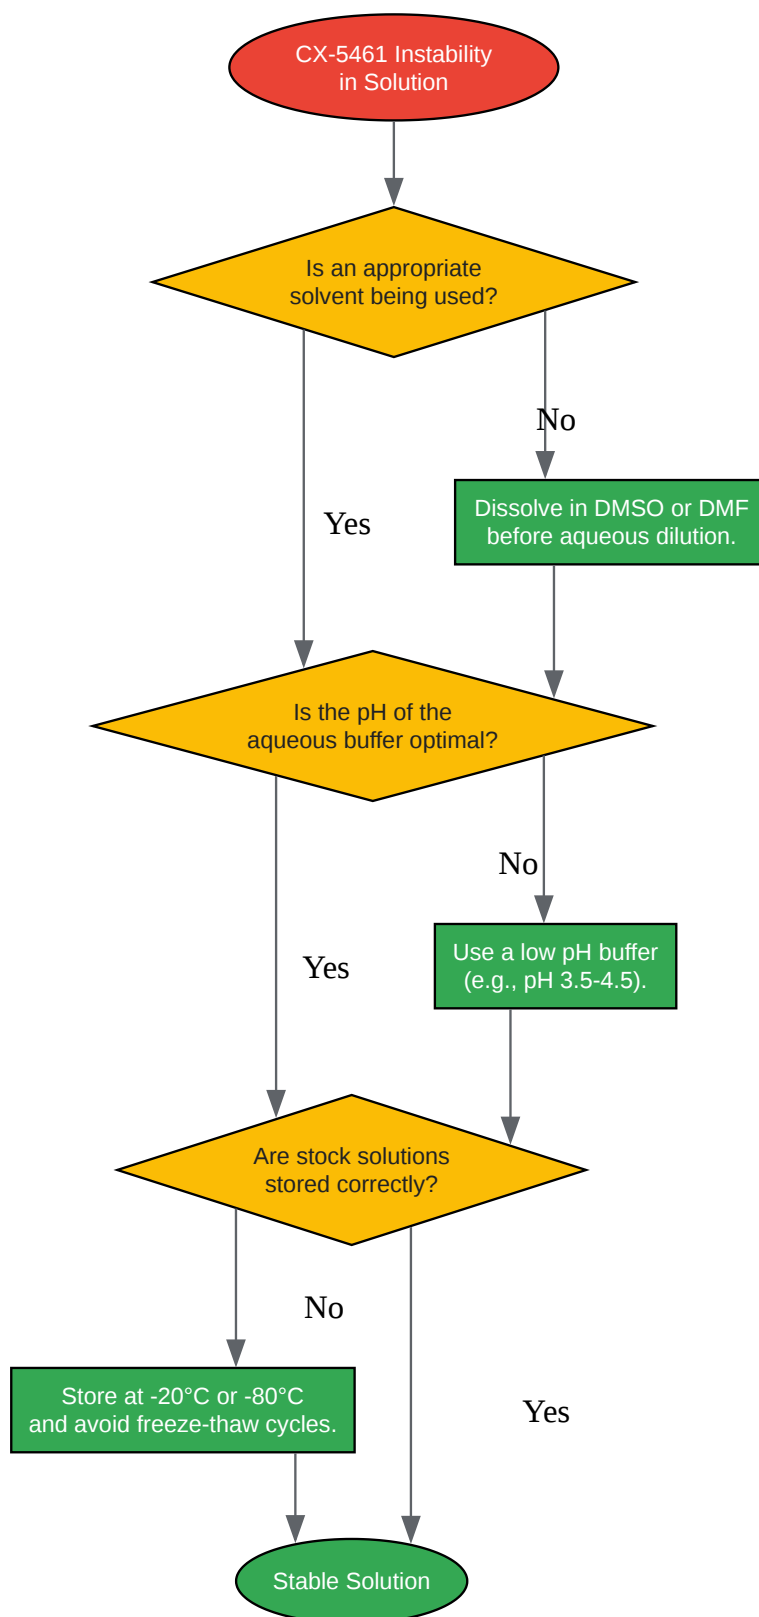 CX-5461 Instability
in Solution
Is an appropriate
solvent being used?
No
Yes
Dissolve in DMSO or DMF
before aqueous dilution.
Is the pH of the
aqueous buffer optimal?
No
Yes
Use a low pH buffer
(e.g., pH 3.5-4.5).
Are stock solutions
stored correctly?
No
Store at -20°C or -80°C
and avoid freeze-thaw cycles.
Yes
Stable Solution